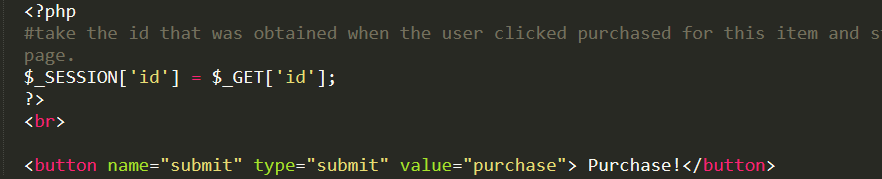 <?php
#take the id that was obtained when the user clicked purchased for this item and
page.
$_SESSION['id'] = $_GET['id'];
?>
<br>
<button name="submit" type="submit" value="purchase"> Purchase!</button>